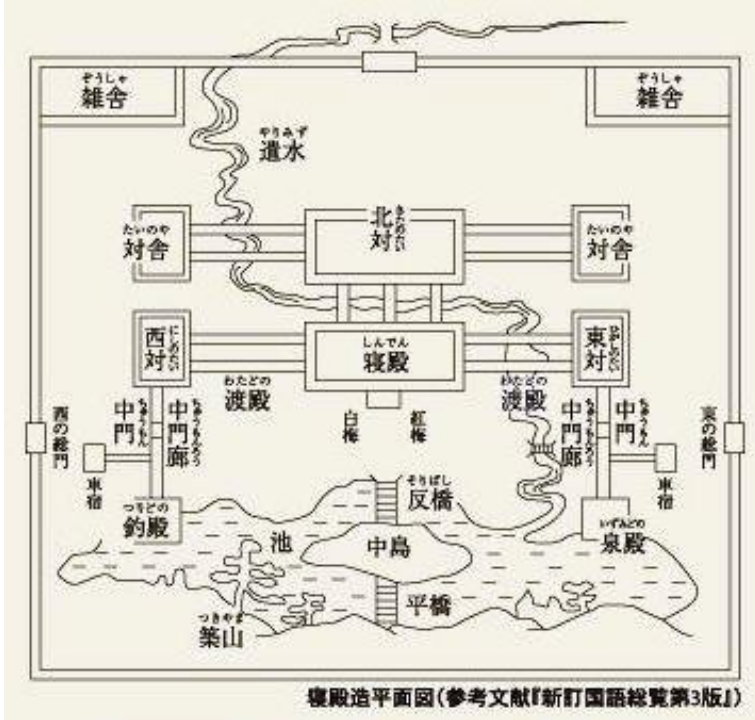 ぞうしゃ
雑舎
ぞうしゃ
雑舎
やりみず
遣水
たいのや
対舎
北対
きたのたい
たいのや
対舎
西対
にしのたい
しんでん
寝殿
東対
ひがしのたい
わたどの
渡殿
わたどの
渡殿
白梅
紅梅
西の総門
中門
ちゅうもん
中門廊
ちゅうもんろう
中門廊
ちゅうもんろう
中門
ちゅうもん
東の総門
車宿
車宿
つりどの
釣殿
池
そりばし
反橋
中島
いずみどの
泉殿
平橋
つきやま
築山
寝殿造平面図(参考文献『新訂国語総覧第3版』)